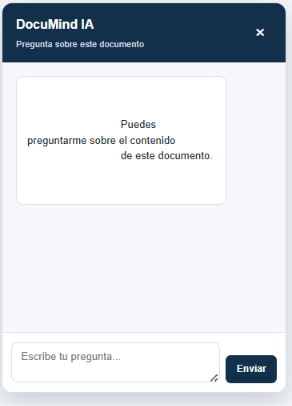 DocuMind IA
Pregunta sobre este documento
×
Puedes
preguntarme sobre el contenido
de este documento.
Escribe tu pregunta...
Enviar